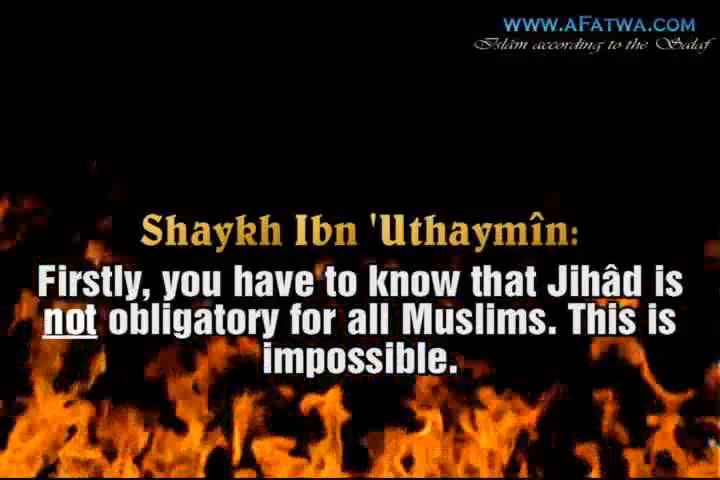 www.aFatwa.com
Islâm according to the Salaf
Shaykh Ibn 'Uthaymîn:
Firstly, you have to know that Jihâd is
not obligatory for all Muslims. This is
impossible.